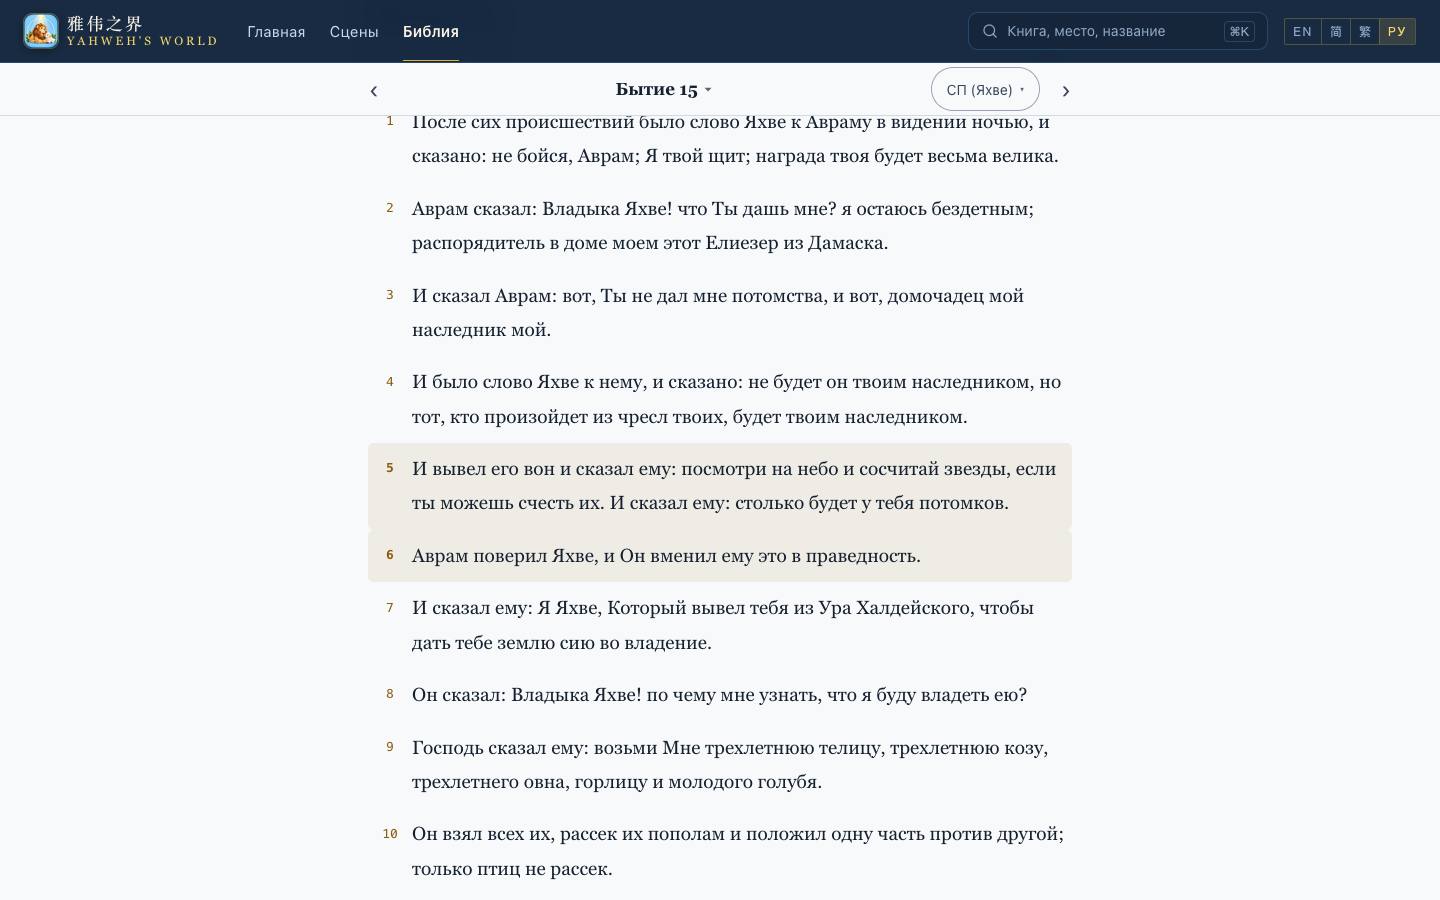 雅伟之界
YAHWEH'S WORLD
Главная Сцены Библия
Книга, место, название ⌘K
EN 简 繁 РУ
‹ Бытие 15 ▾ СП (Яхве) ▾ ›
1 После сих происшествий было слово Яхве к Авраму в видении ночью, и
сказано: не бойся, Аврам; Я твой щит; награда твоя будет весьма велика.
2 Аврам сказал: Владыка Яхве! что Ты дашь мне? я остаюсь бездетным;
распорядитель в доме моем этот Елиезер из Дамаска.
3 И сказал Аврам: вот, Ты не дал мне потомства, и вот, домочадец мой
наследник мой.
4 И было слово Яхве к нему, и сказано: не будет он твоим наследником, но
тот, кто произойдет из чресл твоих, будет твоим наследником.
5 И вывел его вон и сказал ему: посмотри на небо и сосчитай звезды, если
ты можешь счесть их. И сказал ему: столько будет у тебя потомков.
6 Аврам поверил Яхве, и Он вменил ему это в праведность.
7 И сказал ему: Я Яхве, Который вывел тебя из Ура Халдейского, чтобы
дать тебе землю сию во владение.
8 Он сказал: Владыка Яхве! по чему мне узнать, что я буду владеть ею?
9 Господь сказал ему: возьми Мне трехлетнюю телицу, трехлетнюю козу,
трехлетнего овна, горлицу и молодого голубя.
10 Он взял всех их, рассек их пополам и положил одну часть против другой;
только птиц не рассек.